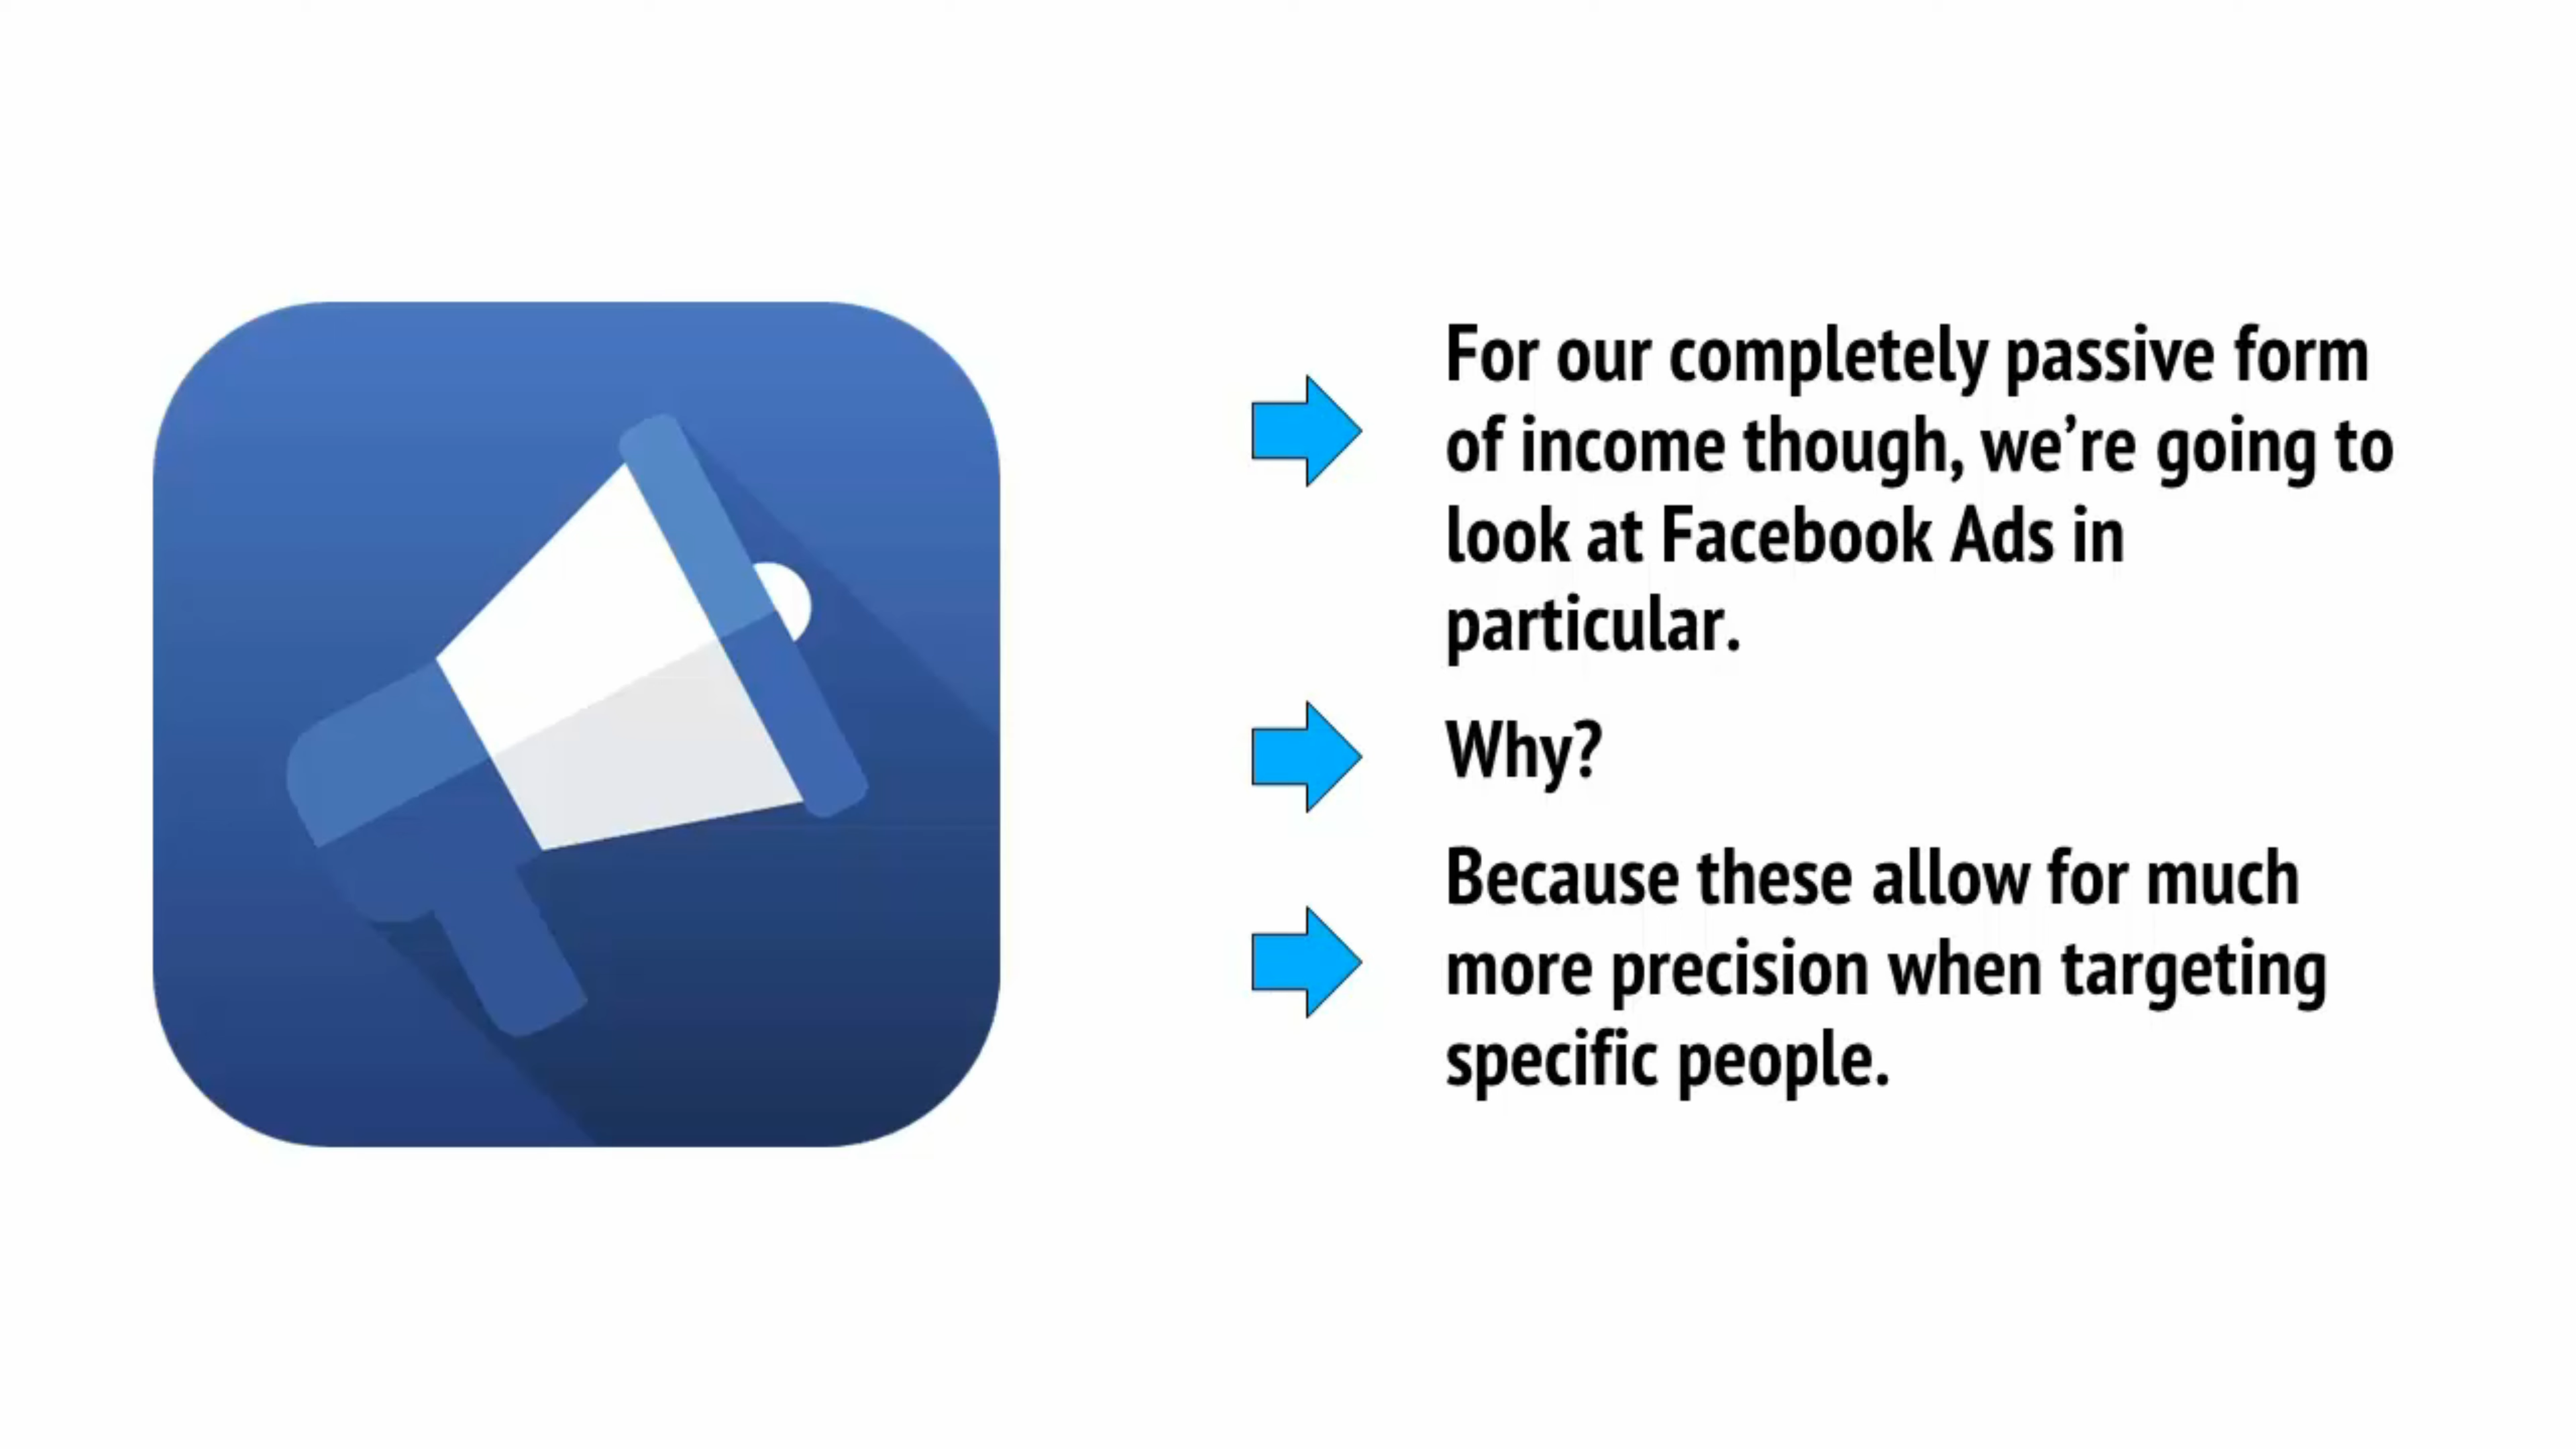 For our completely passive form
of income though, we’re going to
look at Facebook Ads in
particular.
Why?
Because these allow for much
more precision when targeting
specific people.